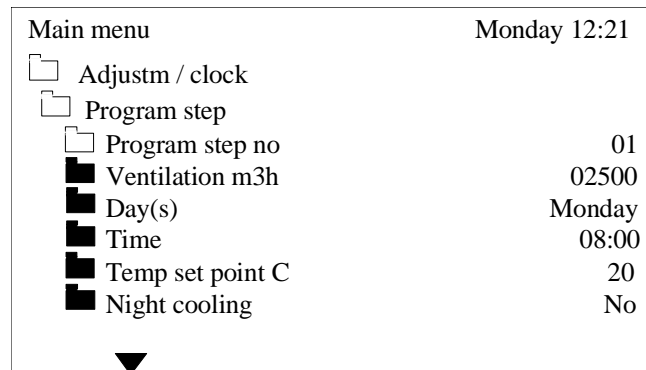 Main menu Monday 12:21
Adjustm / clock
Program step
Program step no 01
Ventilation m3h 02500
Day(s) Monday
Time 08:00
Temp set point C 20
Night cooling No